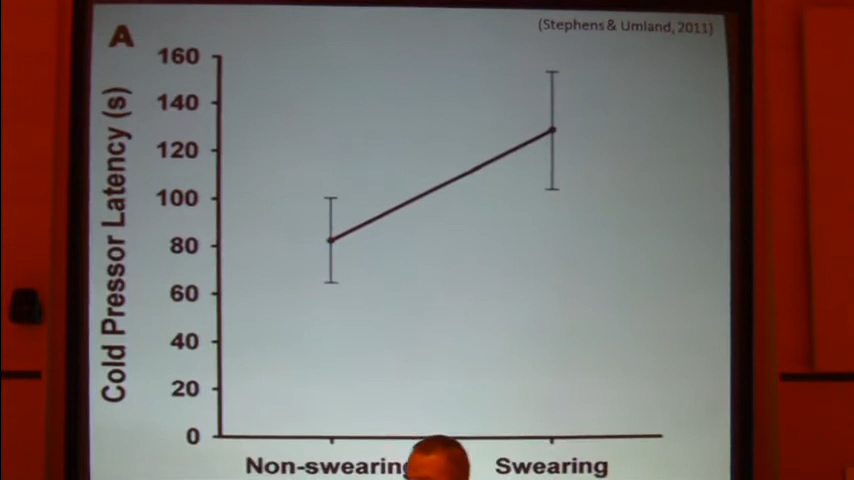 A
(Stephens & Umland, 2011)
Cold Pressor Latency (s)
160
140
120
100
80
60
40
20
0
Non-swearing
Swearing